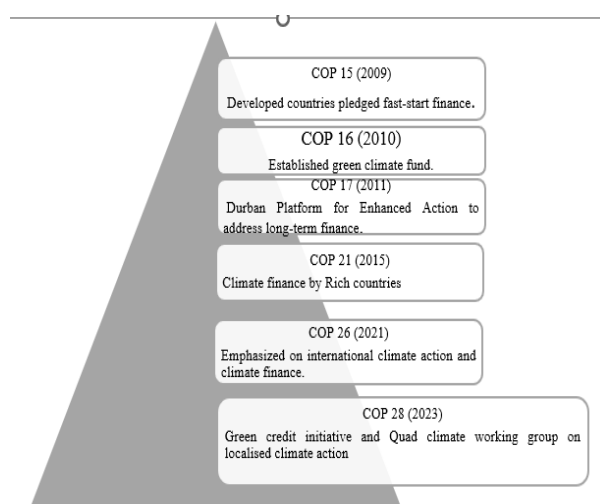 COP 15 (2009)
Developed countries pledged fast-start finance.
COP 16 (2010)
Established green climate fund.
COP 17 (2011)
Durban Platform for Enhanced Action to
address long-term finance.
COP 21 (2015)
Climate finance by Rich countries
COP 26 (2021)
Emphasized on international climate action and
climate finance.
COP 28 (2023)
Green credit initiative and Quad climate working group on
localised climate action